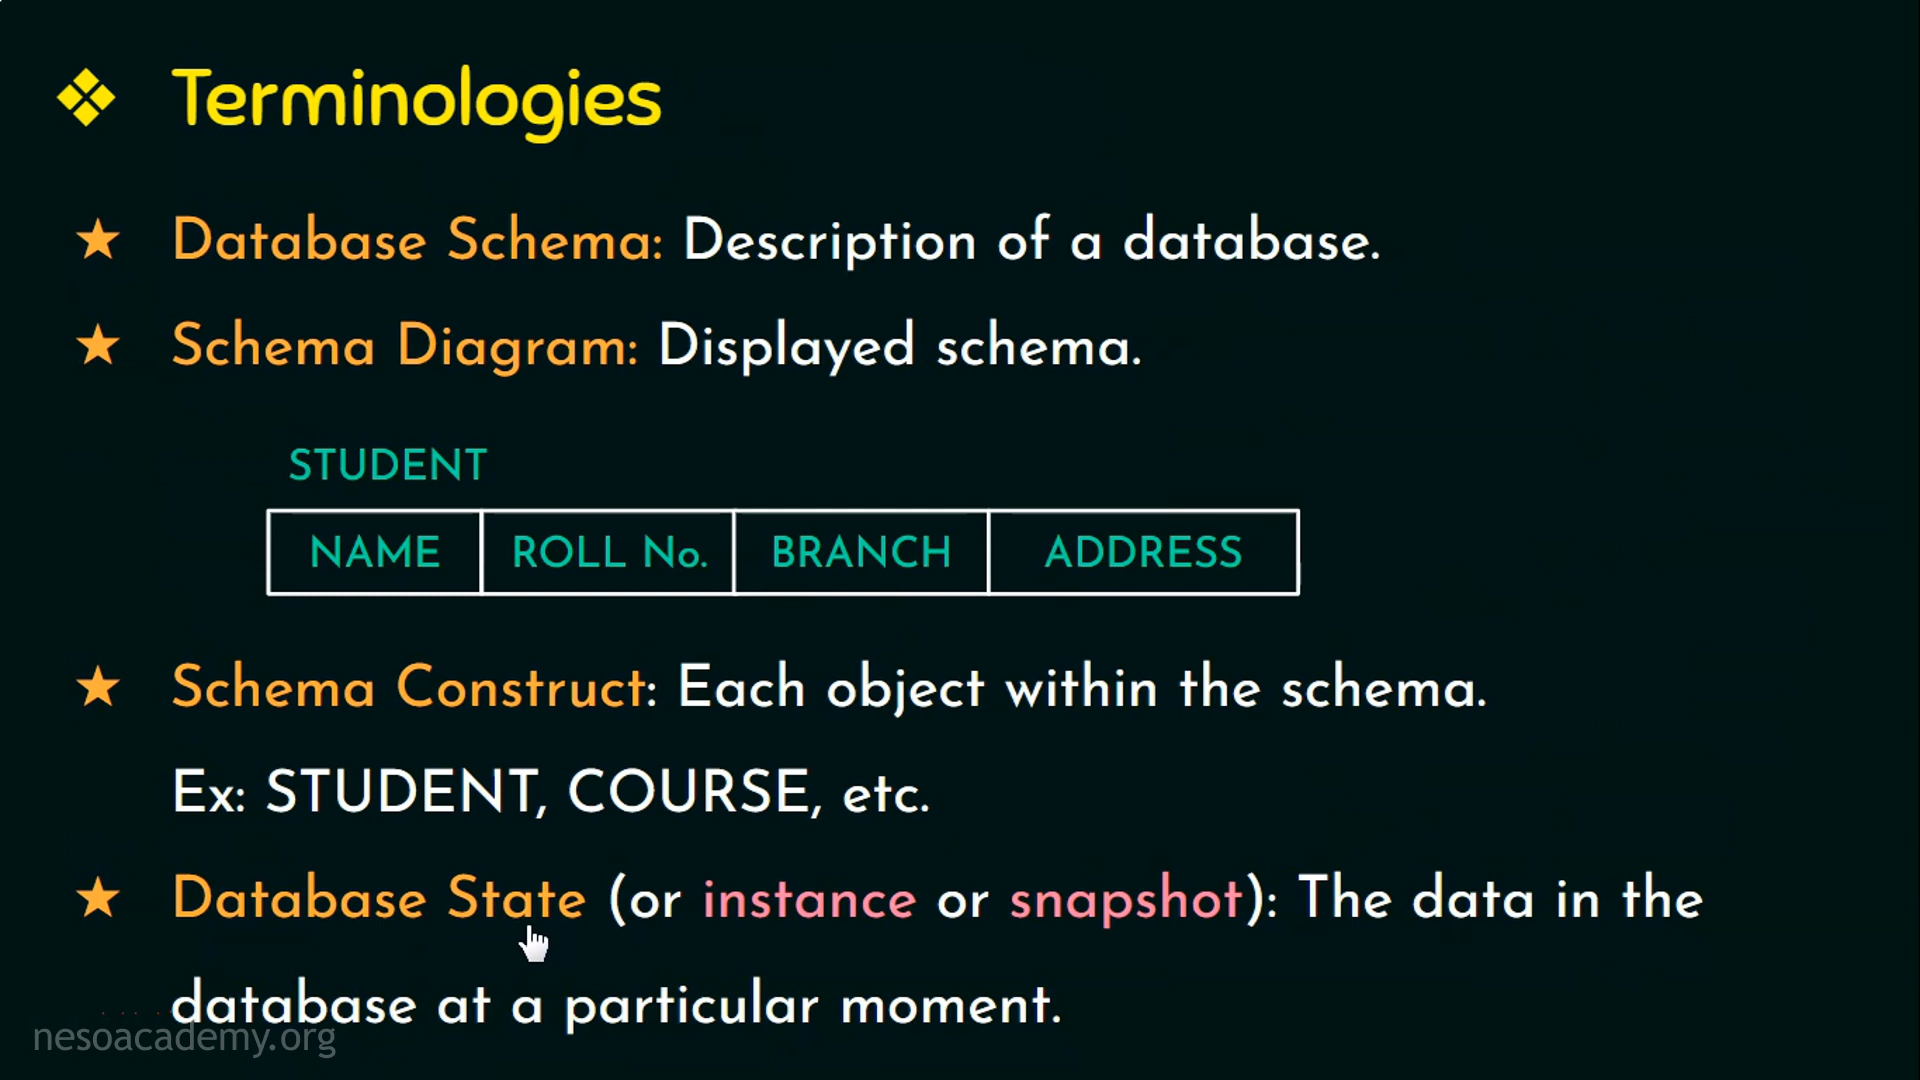 Terminologies
Database Schema: Description of a database.
Schema Diagram: Displayed schema.
STUDENT
NAME ROLL No. BRANCH ADDRESS
Schema Construct: Each object within the schema.
Ex: STUDENT, COURSE, etc.
Database State (or instance or snapshot): The data in the
database at a particular moment.
nesoacademy.org